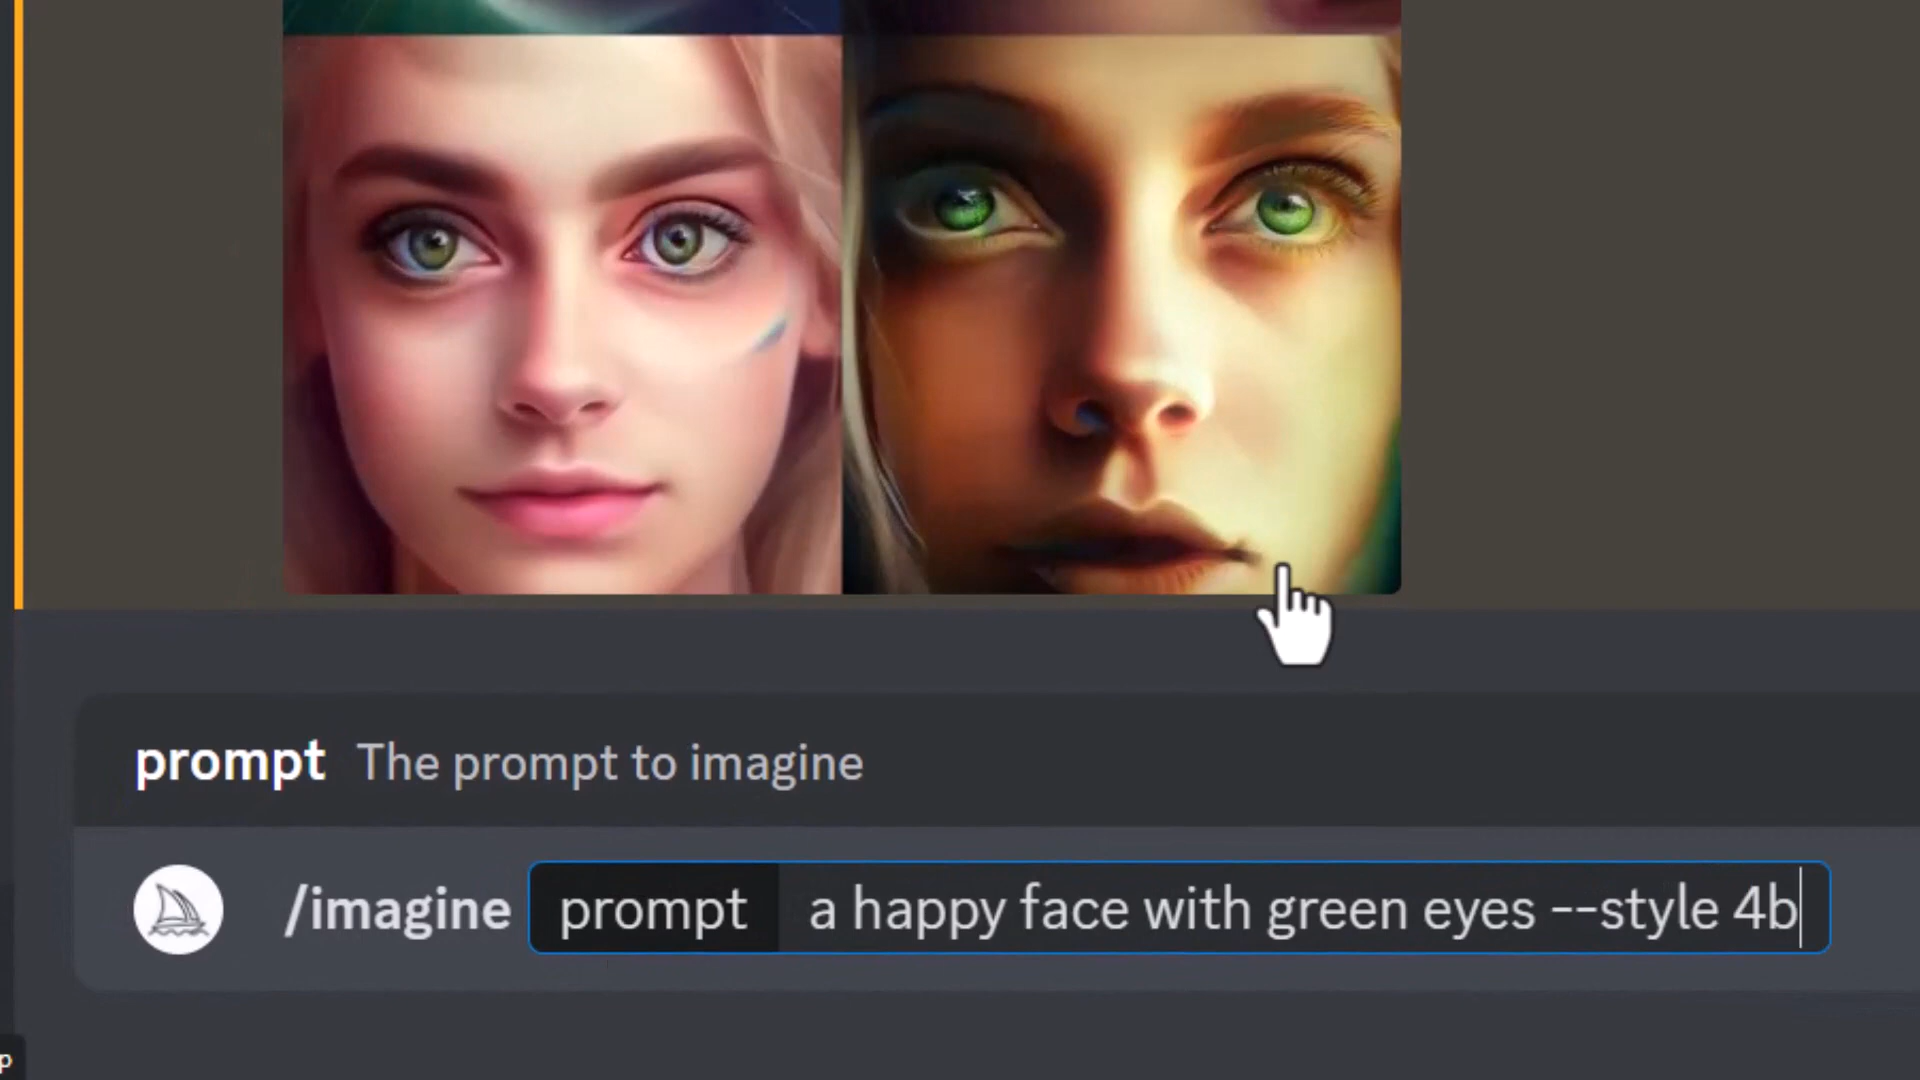 prompt The prompt to imagine
/imagine prompt a happy face with green eyes --style 4b
p